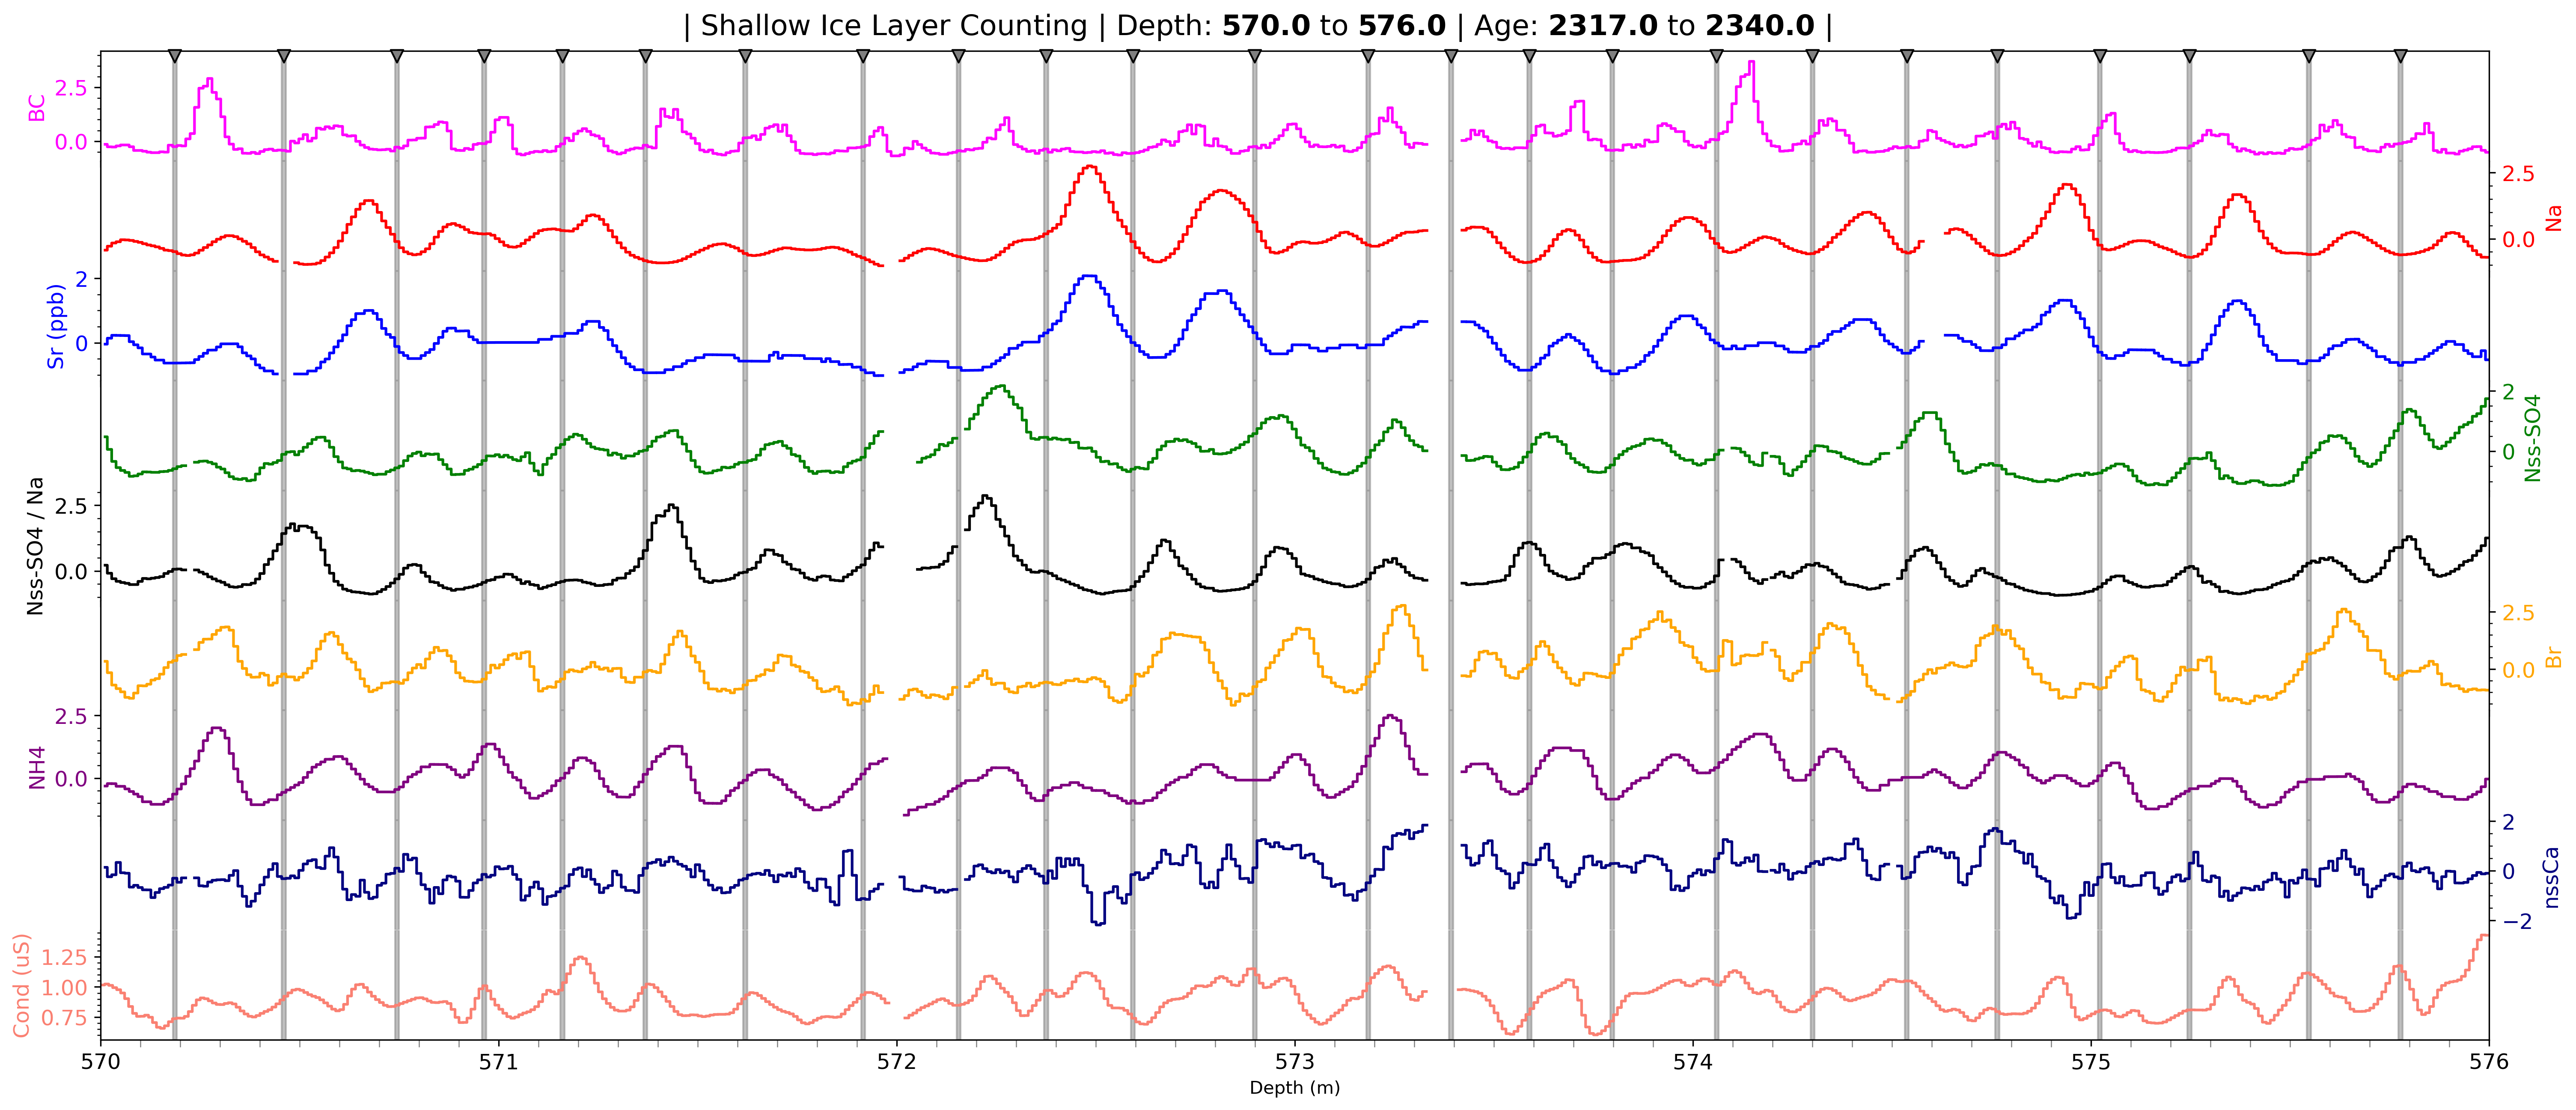 | Shallow Ice Layer Counting | Depth: 570.0 to 576.0 | Age: 2317.0 to 2340.0 |
BC
2.5
0.0
2.5
0.0
Na
Sr (ppb)
2
0
2
0
Nss-SO4
Nss-SO4 / Na
2.5
0.0
2.5
0.0
Br
NH4
2.5
0.0
2
0
−2
nssCa
Cond (uS)
1.25
1.00
0.75
570 571 572 573 574 575 576
Depth (m)